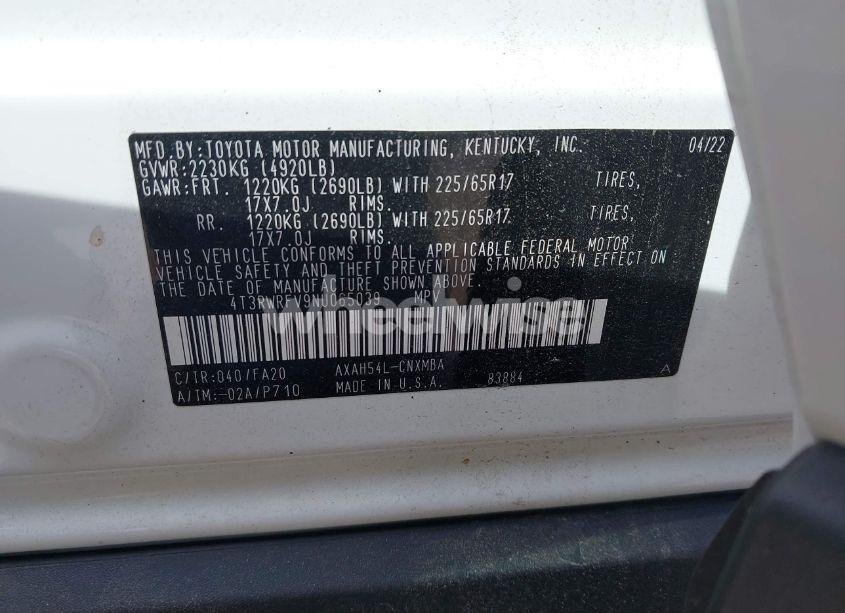 MFD.BY:TOYOTA MOTOR MANUFACTURING, KENTUCKY, INC. 04/22
GVWR:2230KG (4920LB)
GAWR:FRT. 1220KG (2690LB) WITH 225/65R17 TIRES,
17X7.0J RIMS.
RR. 1220KG (2690LB) WITH 225/65R17 TIRES,
17X7.0J RIMS.
THIS VEHICLE CONFORMS TO ALL APPLICABLE FEDERAL MOTOR
VEHICLE SAFETY AND THEFT PREVENTION STANDARDS IN EFFECT ON
THE DATE OF MANUFACTURE SHOWN ABOVE.
4T3RWRFV9NU065039 MPV
wheelwise
C/TR:040/FA20 AXAH54L-CNXMBA
A/TM:-02A/P710 MADE IN U.S.A. 83884 A